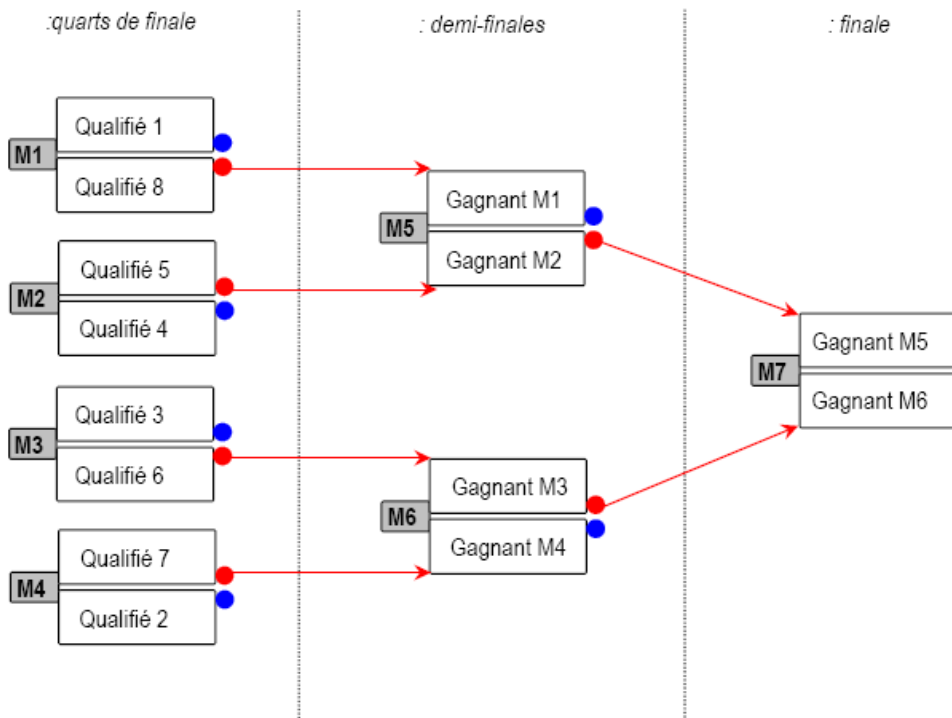 :quarts de finale
: demi-finales
: finale
M1
Qualifié 1
Qualifié 8
M2
Qualifié 5
Qualifié 4
M3
Qualifié 3
Qualifié 6
M4
Qualifié 7
Qualifié 2
M5
Gagnant M1
Gagnant M2
M6
Gagnant M3
Gagnant M4
M7
Gagnant M5
Gagnant M6